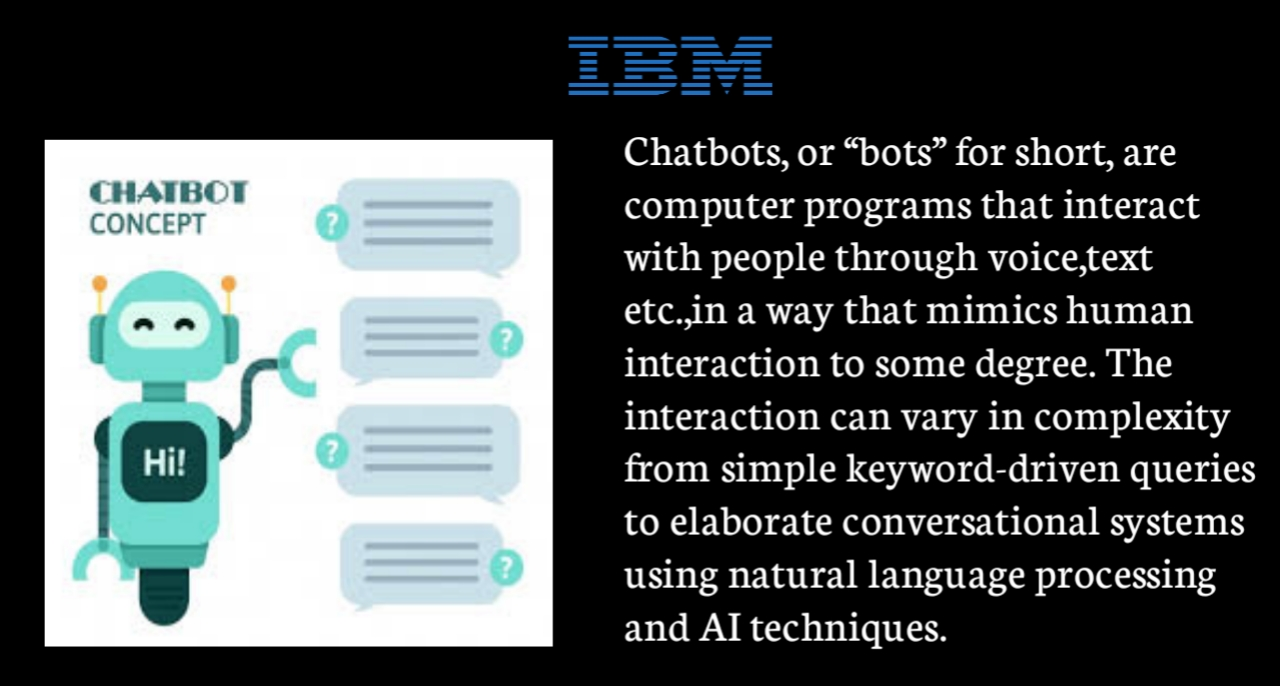 IBM
CHATBOT
CONCEPT
?
?
Hi!
?
?
Chatbots, or “bots” for short, are
computer programs that interact
with people through voice,text
etc.,in a way that mimics human
interaction to some degree. The
interaction can vary in complexity
from simple keyword-driven queries
to elaborate conversational systems
using natural language processing
and AI techniques.